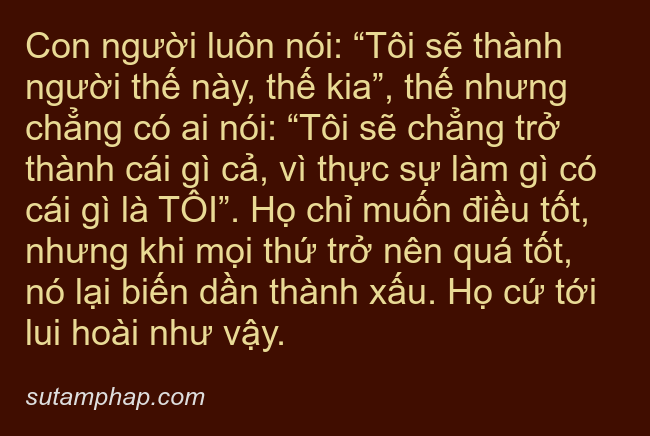 Con người luôn nói: “Tôi sẽ thành
người thế này, thế kia”, thế nhưng
chẳng có ai nói: “Tôi sẽ chẳng trở
thành cái gì cả, vì thực sự làm gì có
cái gì là TÔI”. Họ chỉ muốn điều tốt,
nhưng khi mọi thứ trở nên quá tốt,
nó lại biến dần thành xấu. Họ cứ tới
lui hoài như vậy.
sutamphap.com